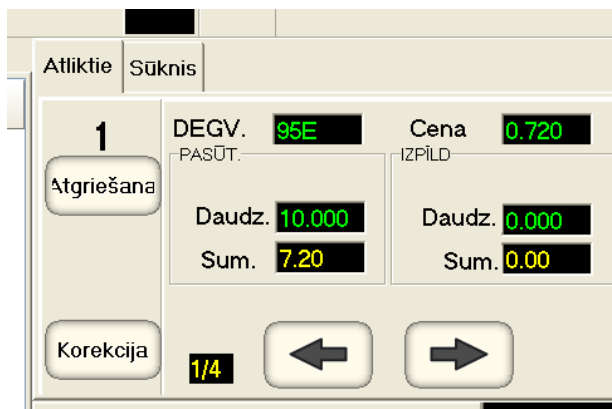 Atliktie Sūknis
1 DEGV. 95E Cena 0.720
PASŪT. IZPĪLD
Atgriešana
Daudz. 10.000 Daudz. 0.000
Sum. 7.20 Sum. 0.00
Korekcija 1/4